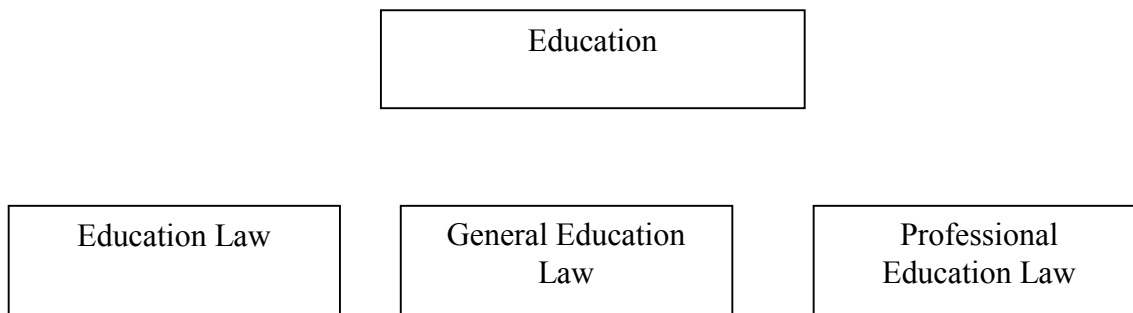 Education
Education Law
General Education
Law
Professional
Education Law